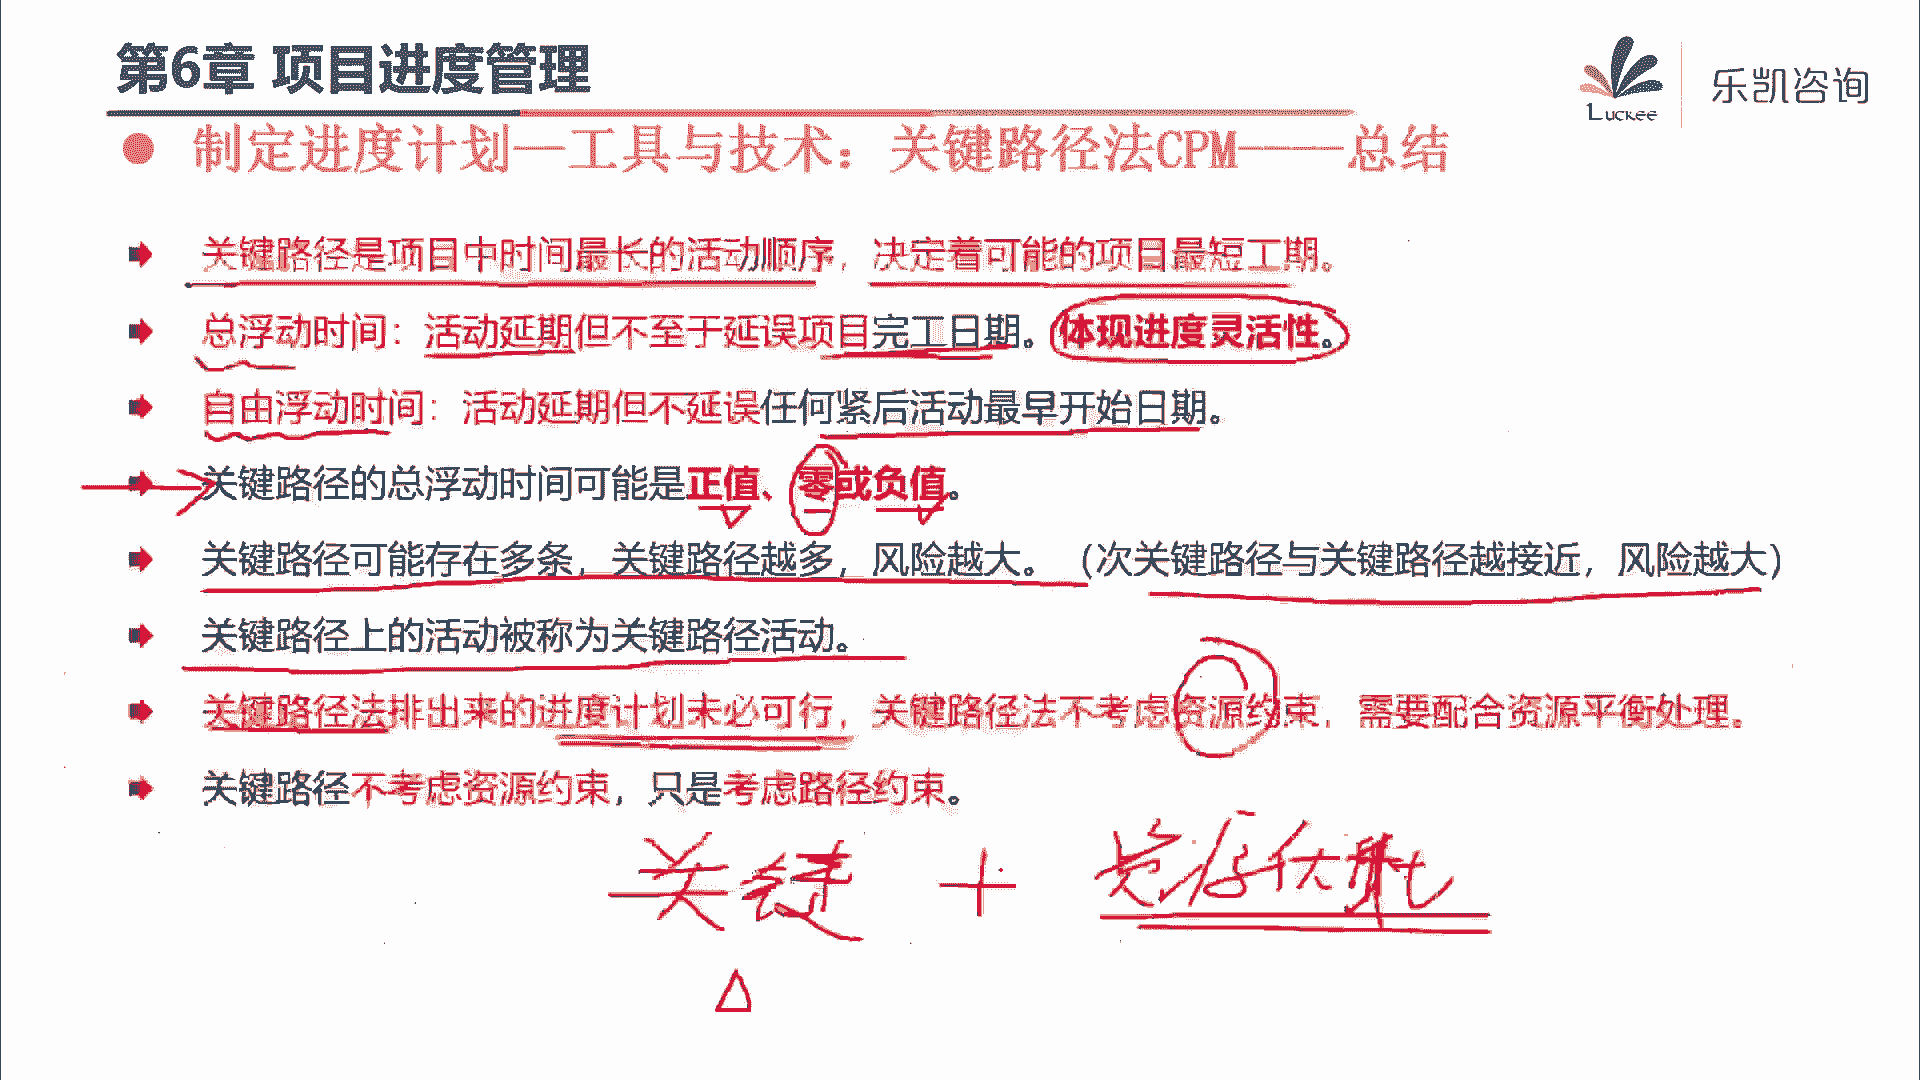 第6章 项目进度管理
Luckee 乐凯咨询
制定进度计划—工具与技术：关键路径法CPM——总结
关键路径是项目中时间最长的活动顺序，决定着可能的项目最短工期。
总浮动时间：活动延期但不至于延误项目完工日期。体现进度灵活性。
自由浮动时间：活动延期但不延误任何紧后活动最早开始日期。
关键路径的总浮动时间可能是正值、零或负值。
关键路径可能存在多条，关键路径越多，风险越大。（次关键路径与关键路径越接近，风险越大）
关键路径上的活动被称为关键路径活动。
关键路径法排出来的进度计划未必可行，关键路径法不考虑资源约束，需要配合资源平衡处理。
关键路径不考虑资源约束，只是考虑路径约束。
关键 +